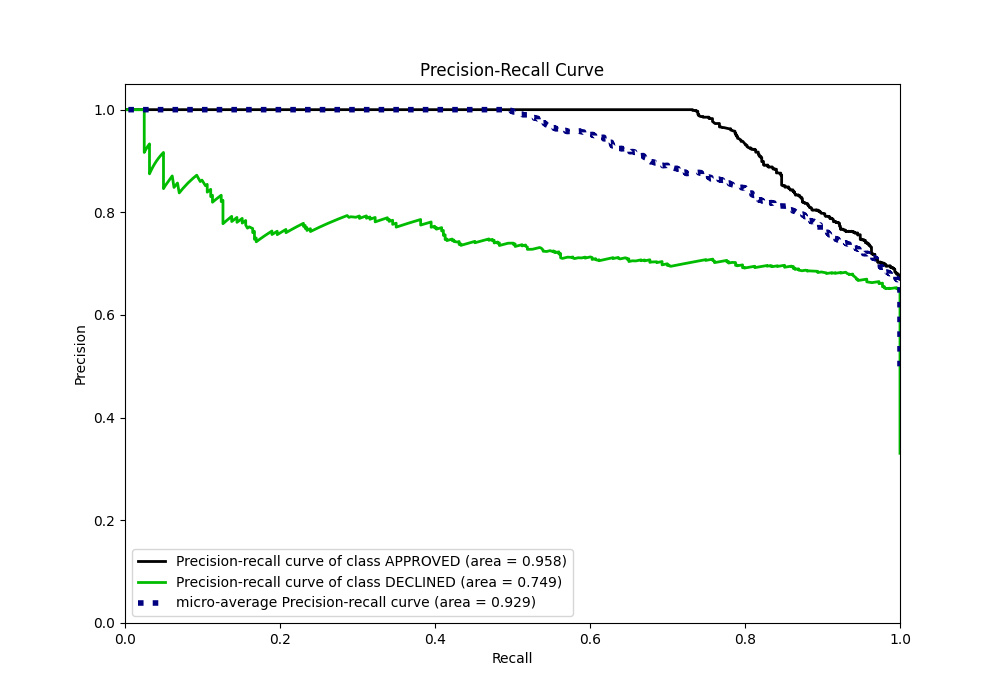 Precision-Recall Curve
1.0
0.8
0.6
0.4
0.2
0.0
Precision
Precision-recall curve of class APPROVED (area = 0.958)
Precision-recall curve of class DECLINED (area = 0.749)
micro-average Precision-recall curve (area = 0.929)
0.0 0.2 0.4 0.6 0.8 1.0
Recall